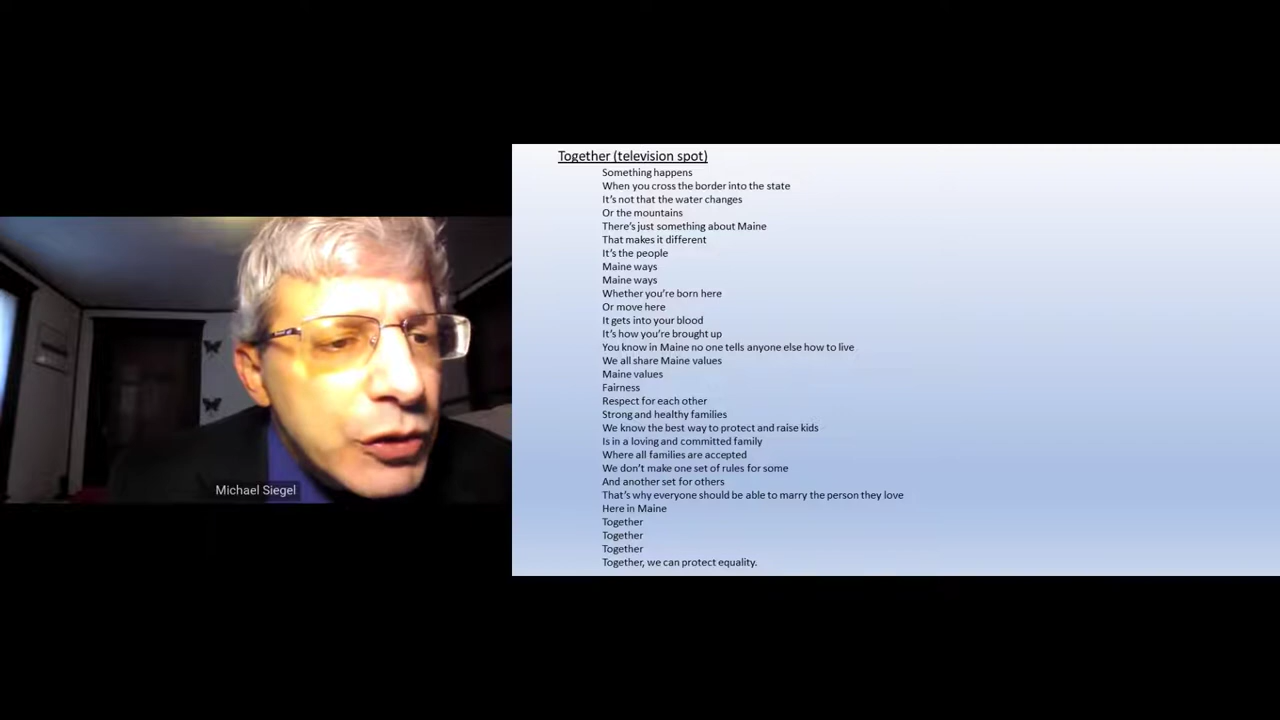 Together (television spot)
Something happens
When you cross the border into the state
It's not that the water changes
Or the mountains
There's just something about Maine
That makes it different
It's the people
Maine ways
Maine ways
Whether you're born here
Or move here
It gets into your blood
It's how you're brought up
You know in Maine no one tells anyone else how to live
We all share Maine values
Maine values
Fairness
Respect for each other
Strong and healthy families
We know the best way to protect and raise kids
Is in a loving and committed family
Where all families are accepted
We don't make one set of rules for some
And another set for others
That's why everyone should be able to marry the person they love
Here in Maine
Together
Together
Together
Together, we can protect equality.
Michael Siegel